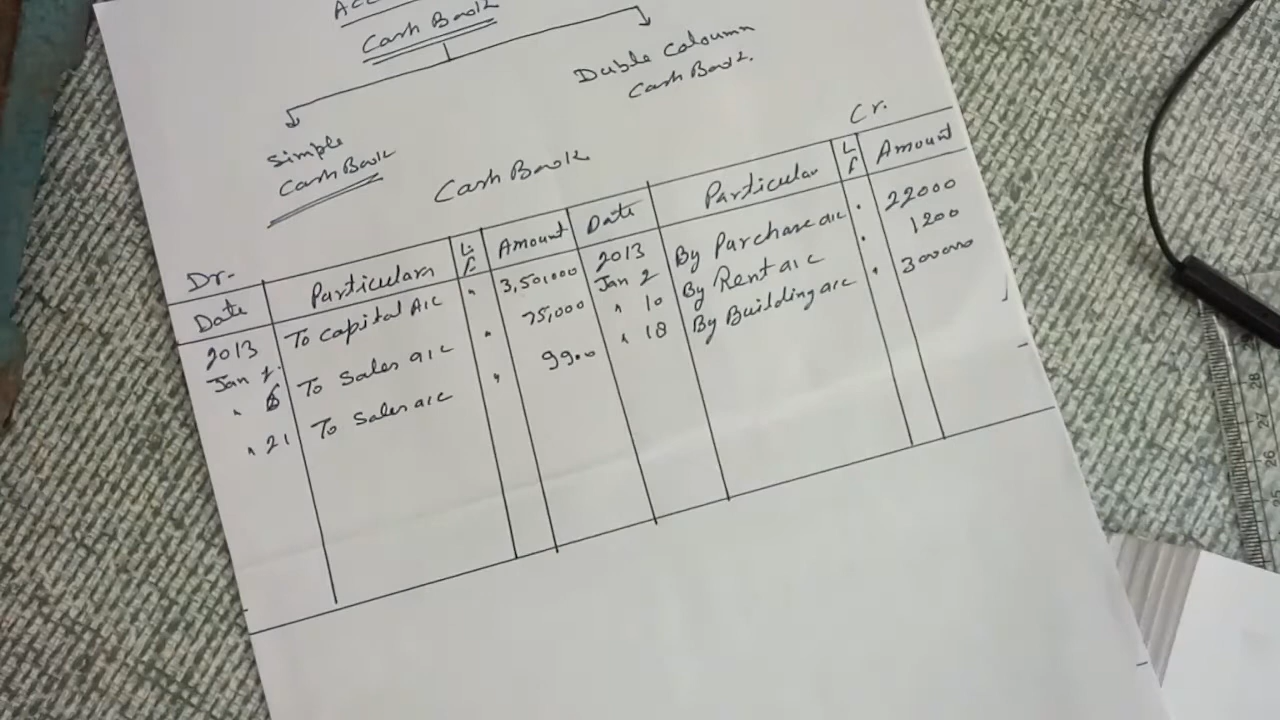 Cash Book
Duble Coloumn
Cash Book.
Simple
Cash Book
Cash Book
Dr. Cr.
Date Particulars L.F. Amount Date Particular LF Amount
2013 2013
Jan 1. To Capital A/c " 3,50,000 Jan 2 By Purchase a/c . 22000
" 6 To Sales a/c " 75,000 " 10 By Rent a/c . 1200
" 21 To Sales a/c " 9900 " 18 By Building a/c "